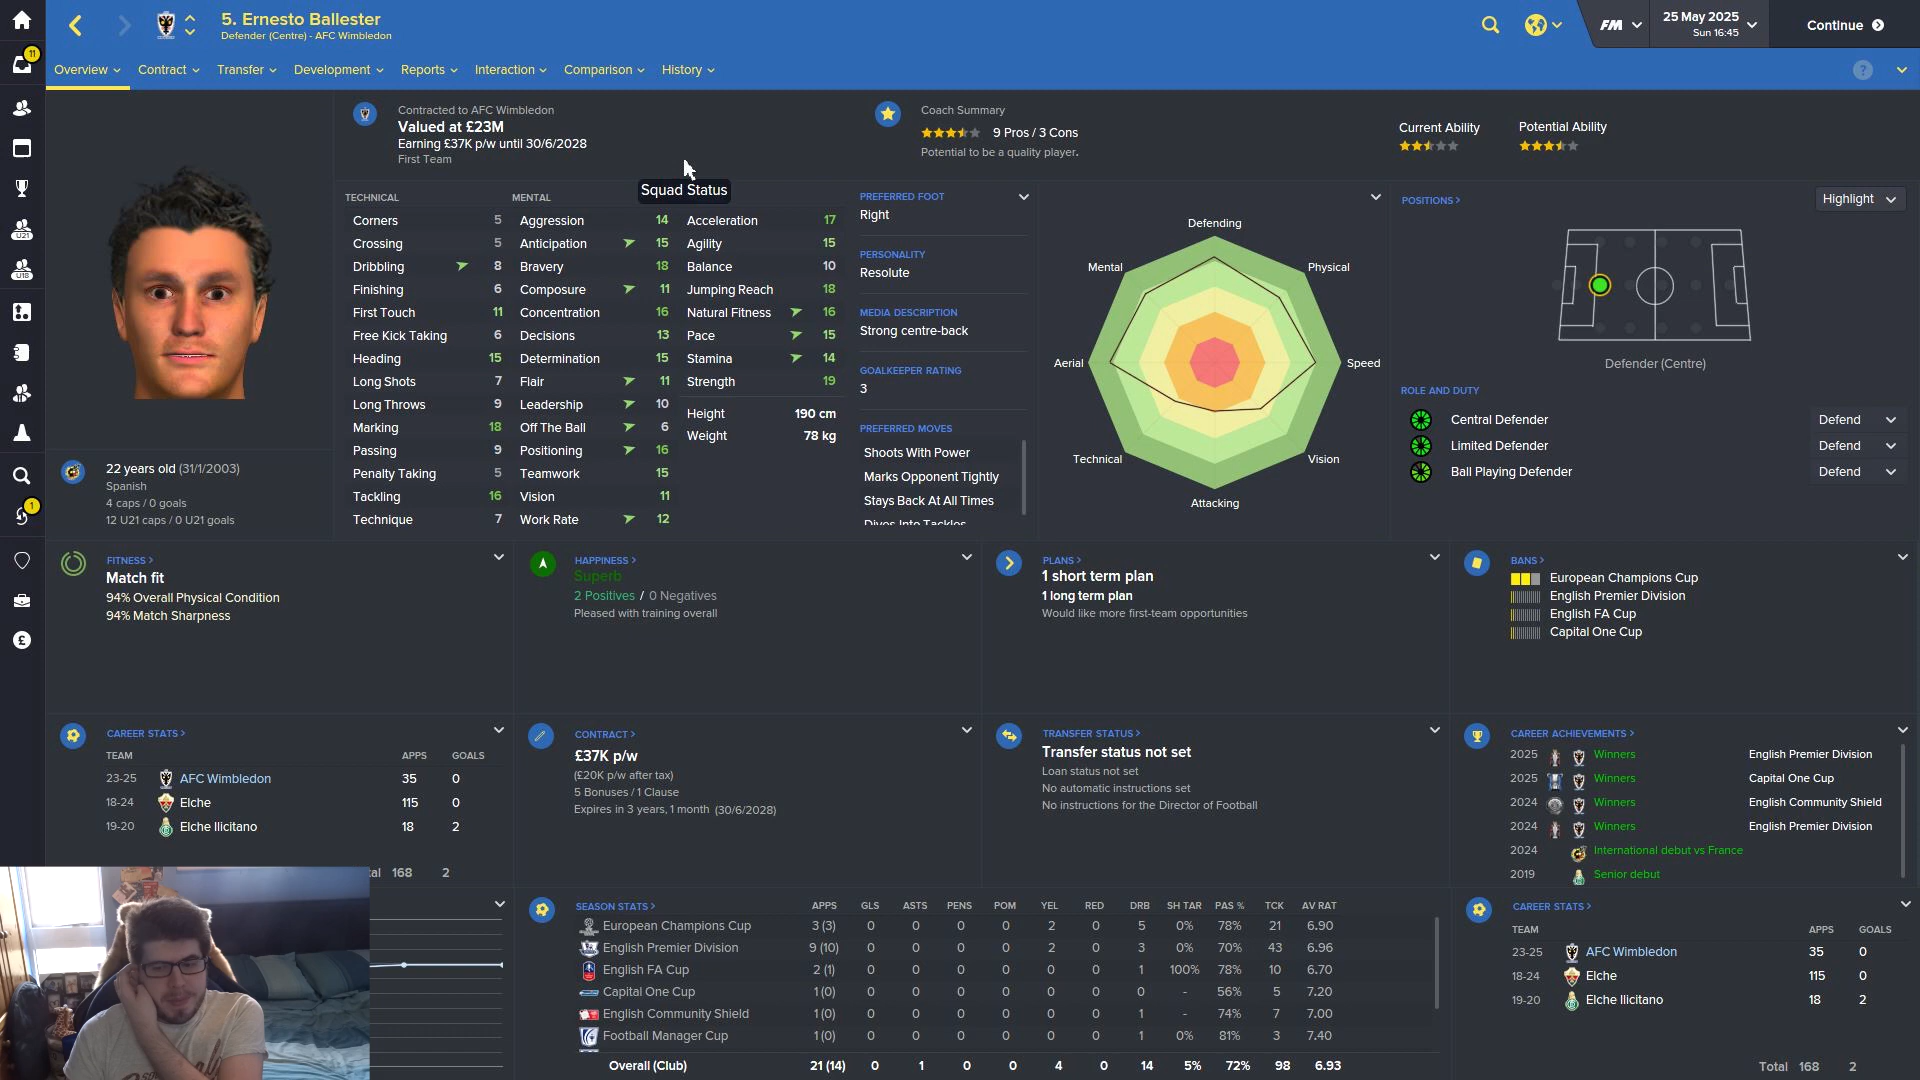 5. Ernesto Ballester
Defender (Centre) - AFC Wimbledon
FM
25 May 2025
Sun 16:45
Continue
11
Overview
Contract
Transfer
Development
Reports
Interaction
Comparison
History
?
Contracted to AFC Wimbledon
Valued at £23M
Earning £37K p/w until 30/6/2028
First Team
Squad Status
Coach Summary
9 Pros / 3 Cons
Potential to be a quality player.
Current Ability
Potential Ability
U21
U18
1
22 years old (31/1/2003)
Spanish
4 caps / 0 goals
12 U21 caps / 0 U21 goals
TECHNICAL
Corners 5
Crossing 5
Dribbling 8
Finishing 6
First Touch 11
Free Kick Taking 6
Heading 15
Long Shots 7
Long Throws 9
Marking 18
Passing 9
Penalty Taking 5
Tackling 16
Technique 7
MENTAL
Aggression 14
Anticipation 15
Bravery 18
Composure 11
Concentration 16
Decisions 13
Determination 15
Flair 11
Leadership 10
Off The Ball 6
Positioning 16
Teamwork 15
Vision 11
Work Rate 12
Acceleration 17
Agility 15
Balance 10
Jumping Reach 18
Natural Fitness 16
Pace 15
Stamina 14
Strength 19
Height 190 cm
Weight 78 kg
PREFERRED FOOT
Right
PERSONALITY
Resolute
MEDIA DESCRIPTION
Strong centre-back
GOALKEEPER RATING
3
PREFERRED MOVES
Shoots With Power
Marks Opponent Tightly
Stays Back At All Times
Dives Into Tackles
Defending
Mental
Physical
Aerial
Speed
Technical
Vision
Attacking
POSITIONS >
Highlight
Defender (Centre)
ROLE AND DUTY
Central Defender Defend
Limited Defender Defend
Ball Playing Defender Defend
FITNESS >
Match fit
94% Overall Physical Condition
94% Match Sharpness
HAPPINESS >
Superb
2 Positives / 0 Negatives
Pleased with training overall
PLANS >
1 short term plan
1 long term plan
Would like more first-team opportunities
BANS >
European Champions Cup
English Premier Division
English FA Cup
Capital One Cup
CAREER STATS >
TEAM APPS GOALS
23-25 AFC Wimbledon 35 0
18-24 Elche 115 0
19-20 Elche Ilicitano 18 2
al 168 2
CONTRACT >
£37K p/w
(£20K p/w after tax)
5 Bonuses / 1 Clause
Expires in 3 years, 1 month (30/6/2028)
TRANSFER STATUS >
Transfer status not set
Loan status not set
No automatic instructions set
No instructions for the Director of Football
CAREER ACHIEVEMENTS >
2025 Winners English Premier Division
2025 Winners Capital One Cup
2024 Winners English Community Shield
2024 Winners English Premier Division
2024 International debut vs France
2019 Senior debut
SEASON STATS >
APPS GLS ASTS PENS POM YEL RED DRB SH TAR PAS % TCK AV RAT
European Champions Cup 3 (3) 0 0 0 0 2 0 5 0% 78% 21 6.90
English Premier Division 9 (10) 0 0 0 0 2 0 3 0% 70% 43 6.96
English FA Cup 2 (1) 0 0 0 0 0 0 1 100% 78% 10 6.70
Capital One Cup 1 (0) 0 0 0 0 0 0 0 - 56% 5 7.20
English Community Shield 1 (0) 0 0 0 0 0 0 1 - 74% 7 7.00
Football Manager Cup 1 (0) 0 0 0 0 0 0 1 0% 81% 3 7.40
Overall (Club) 21 (14) 0 1 0 0 4 0 14 5% 72% 98 6.93
CAREER STATS >
TEAM APPS GOALS
23-25 AFC Wimbledon 35 0
18-24 Elche 115 0
19-20 Elche Ilicitano 18 2
Total 168 2